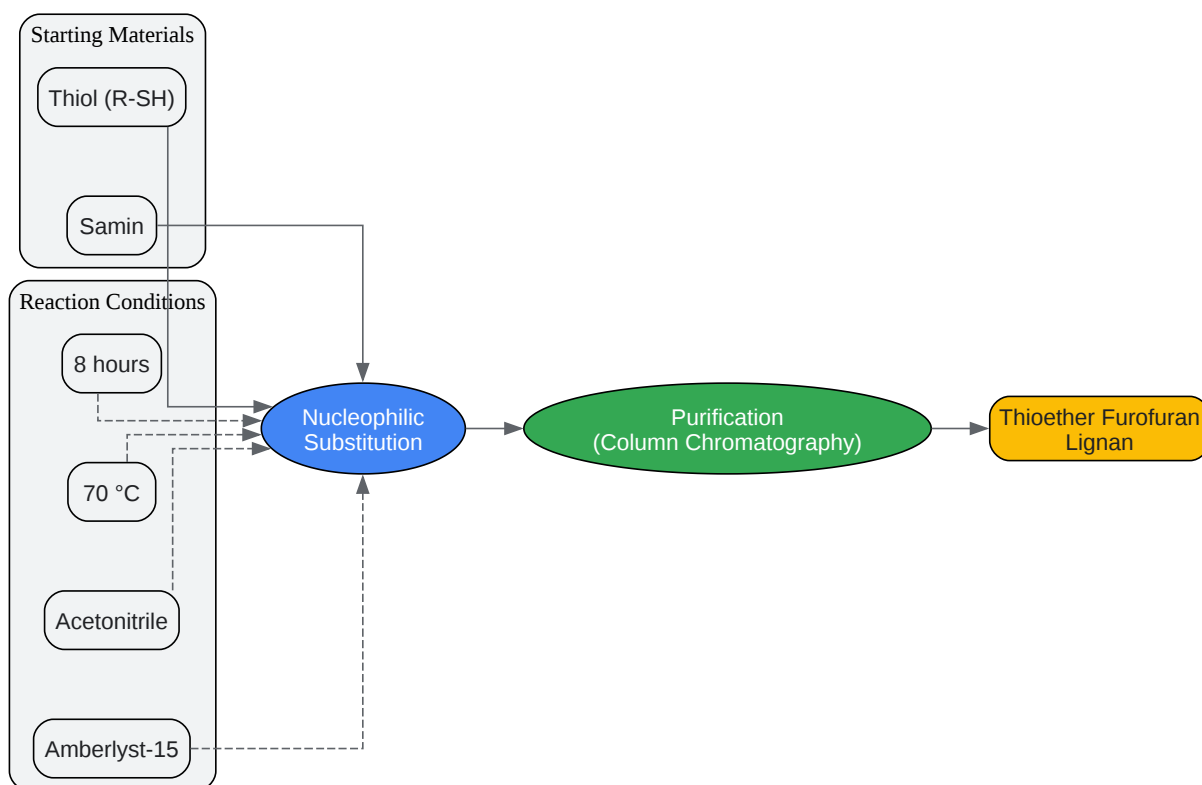 Starting Materials
Thiol (R-SH)
Samin
Reaction Conditions
8 hours
70 °C
Acetonitrile
Amberlyst-15
Nucleophilic
Substitution
Purification
(Column Chromatography)
Thioether Furofuran
Lignan